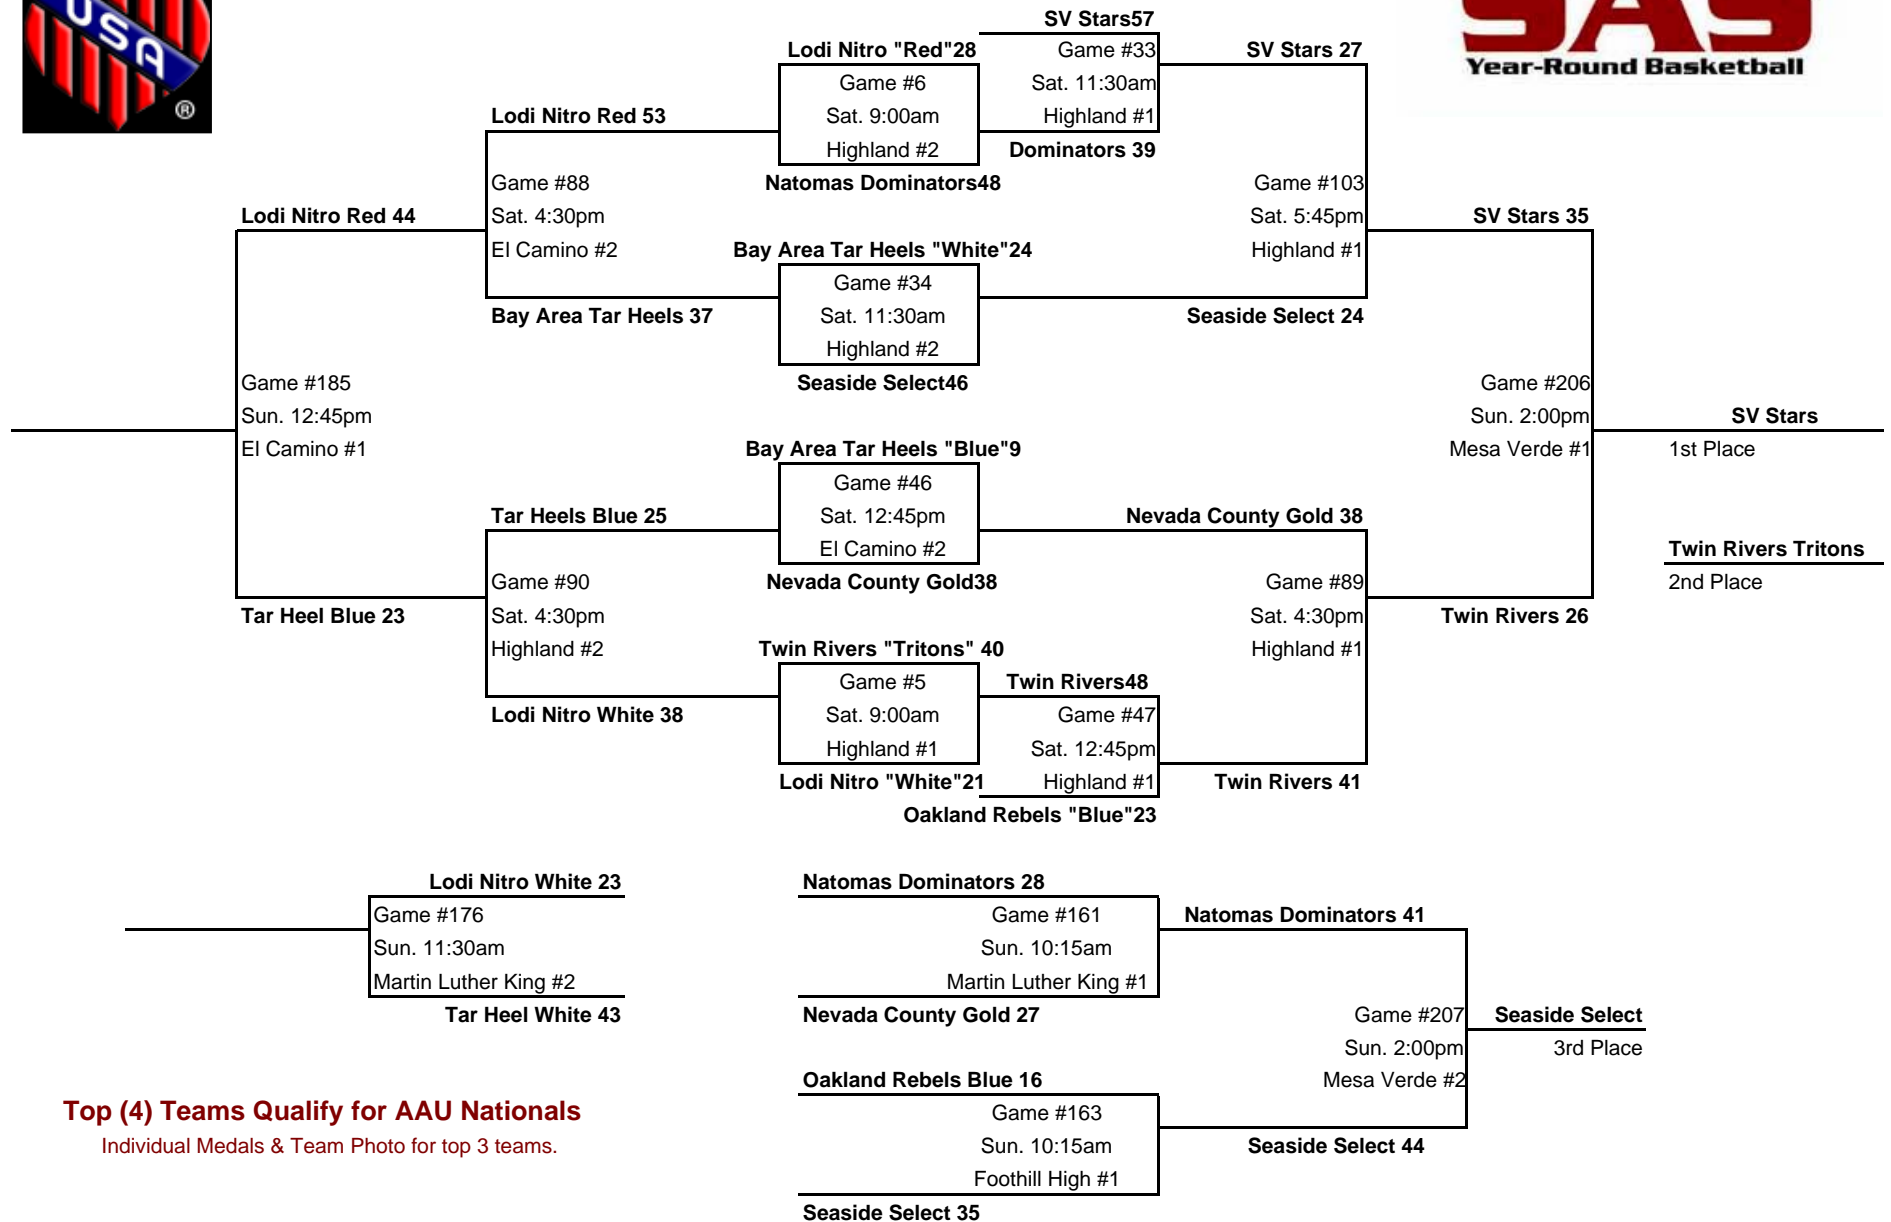 USA
®
SAS
Year-Round Basketball
SV Stars57
Lodi Nitro "Red"28
Game #33
SV Stars 27
Game #6
Sat. 11:30am
Lodi Nitro Red 53
Sat. 9:00am
Highland #1
Highland #2
Dominators 39
Game #88
Natomas Dominators48
Game #103
Lodi Nitro Red 44
Sat. 4:30pm
Sat. 5:45pm
SV Stars 35
El Camino #2
Bay Area Tar Heels "White"24
Highland #1
Game #34
Bay Area Tar Heels 37
Sat. 11:30am
Seaside Select 24
Highland #2
Game #185
Seaside Select46
Game #206
Sun. 12:45pm
Sun. 2:00pm
SV Stars
El Camino #1
Bay Area Tar Heels "Blue"9
Mesa Verde #1
1st Place
Game #46
Tar Heels Blue 25
Sat. 12:45pm
Nevada County Gold 38
El Camino #2
Twin Rivers Tritons
Game #90
Nevada County Gold38
Game #89
2nd Place
Tar Heel Blue 23
Sat. 4:30pm
Sat. 4:30pm
Twin Rivers 26
Highland #2
Twin Rivers "Tritons" 40
Highland #1
Game #5
Twin Rivers48
Lodi Nitro White 38
Sat. 9:00am
Game #47
Highland #1
Sat. 12:45pm
Lodi Nitro "White"21
Highland #1
Twin Rivers 41
Oakland Rebels "Blue"23
Lodi Nitro White 23
Natomas Dominators 28
Game #176
Game #161
Natomas Dominators 41
Sun. 11:30am
Sun. 10:15am
Martin Luther King #2
Martin Luther King #1
Tar Heel White 43
Nevada County Gold 27
Game #207
Seaside Select
Sun. 2:00pm
3rd Place
Oakland Rebels Blue 16
Mesa Verde #2
Top (4) Teams Qualify for AAU Nationals
Game #163
Individual Medals & Team Photo for top 3 teams.
Sun. 10:15am
Seaside Select 44
Foothill High #1
Seaside Select 35